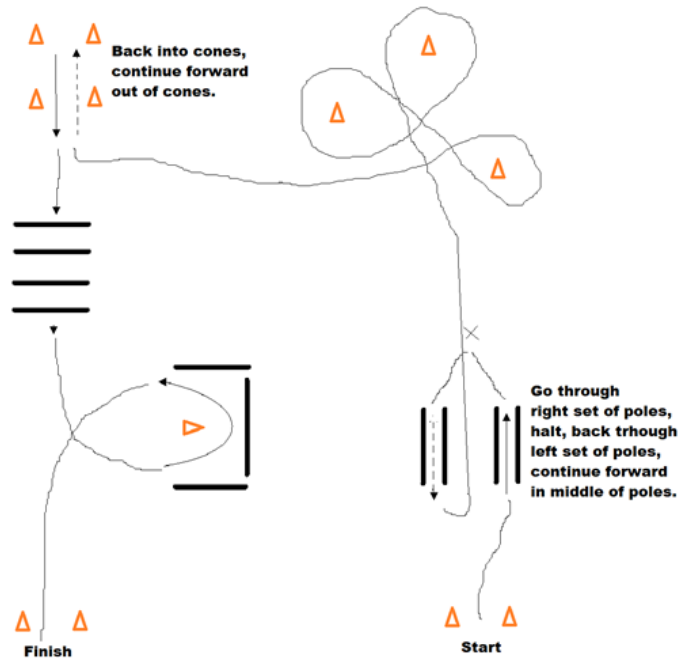 Back into cones,
continue forward
out of cones.
Go through
right set of poles,
halt, back trhough
left set of poles,
continue forward
in middle of poles.
Finish
Start